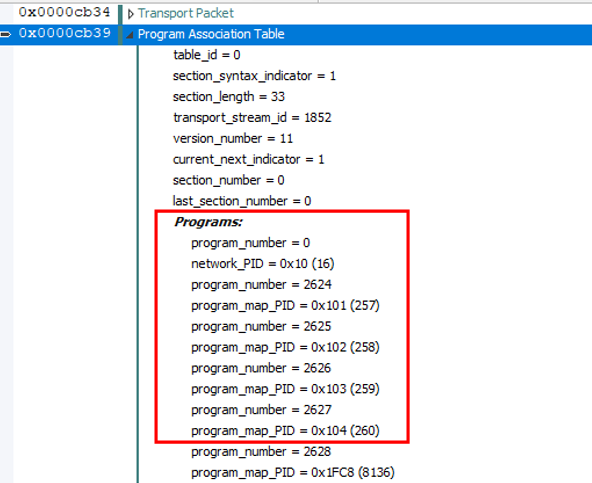 0x0000cb34 Transport Packet
0x0000cb39 Program Association Table
table_id = 0
section_syntax_indicator = 1
section_length = 33
transport_stream_id = 1852
version_number = 11
current_next_indicator = 1
section_number = 0
last_section_number = 0
Programs:
program_number = 0
network_PID = 0x10 (16)
program_number = 2624
program_map_PID = 0x101 (257)
program_number = 2625
program_map_PID = 0x102 (258)
program_number = 2626
program_map_PID = 0x103 (259)
program_number = 2627
program_map_PID = 0x104 (260)
program_number = 2628
program_map_PID = 0x1FC8 (8136)